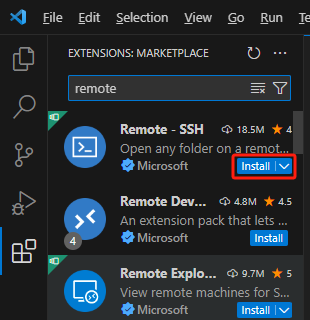 File Edit Selection View Go Run T
EXTENSIONS: MARKETPLACE
remote
Remote - SSH 18.5M 4
Open any folder on a remot...
Microsoft Install
Remote Dev... 4.8M 4.5
An extension pack that lets ...
4 Microsoft Install
Remote Explo... 9.7M 5
View remote machines for S...
Microsoft